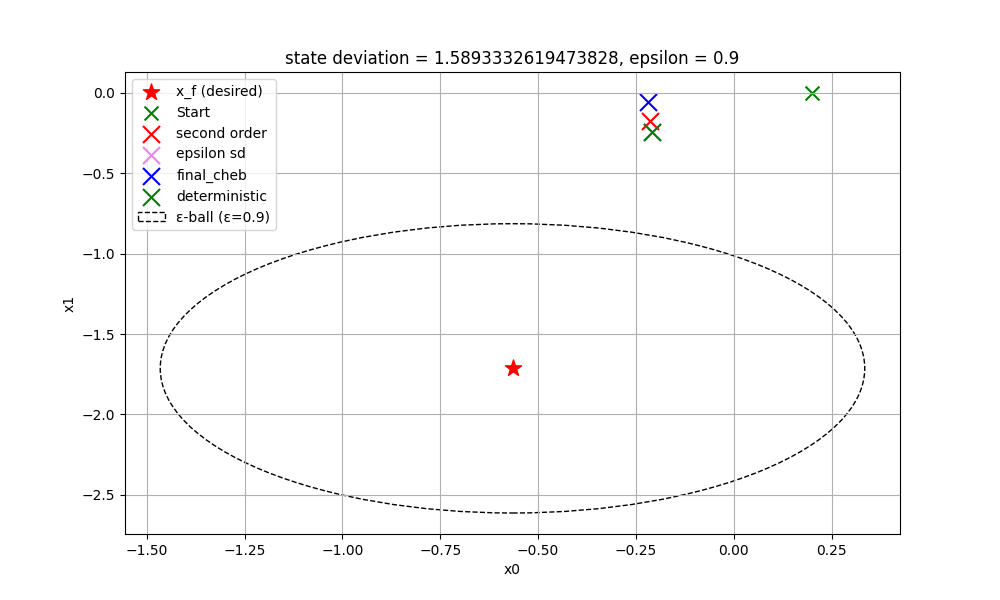 state deviation = 1.5893332619473828, epsilon = 0.9
x_f (desired)
Start
second order
epsilon sd
final_cheb
deterministic
ε-ball (ε=0.9)
0.0
−0.5
−1.0
−1.5
−2.0
−2.5
x1
−1.50
−1.25
−1.00
−0.75
−0.50
−0.25
0.00
0.25
x0